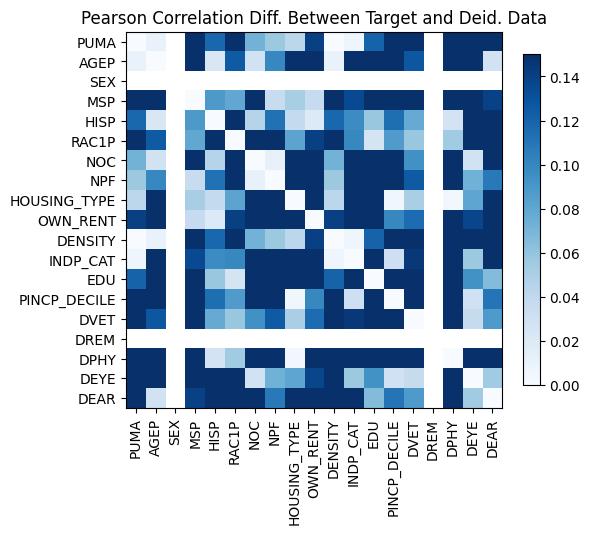 Pearson Correlation Diff. Between Target and Deid. Data
PUMA
AGEP
SEX
MSP
HISP
RAC1P
NOC
NPF
HOUSING_TYPE
OWN_RENT
DENSITY
INDP_CAT
EDU
PINCP_DECILE
DVET
DREM
DPHY
DEYE
DEAR
PUMA
AGEP
SEX
MSP
HISP
RAC1P
NOC
NPF
HOUSING_TYPE
OWN_RENT
DENSITY
INDP_CAT
EDU
PINCP_DECILE
DVET
DREM
DPHY
DEYE
DEAR
0.14
0.12
0.10
0.08
0.06
0.04
0.02
0.00